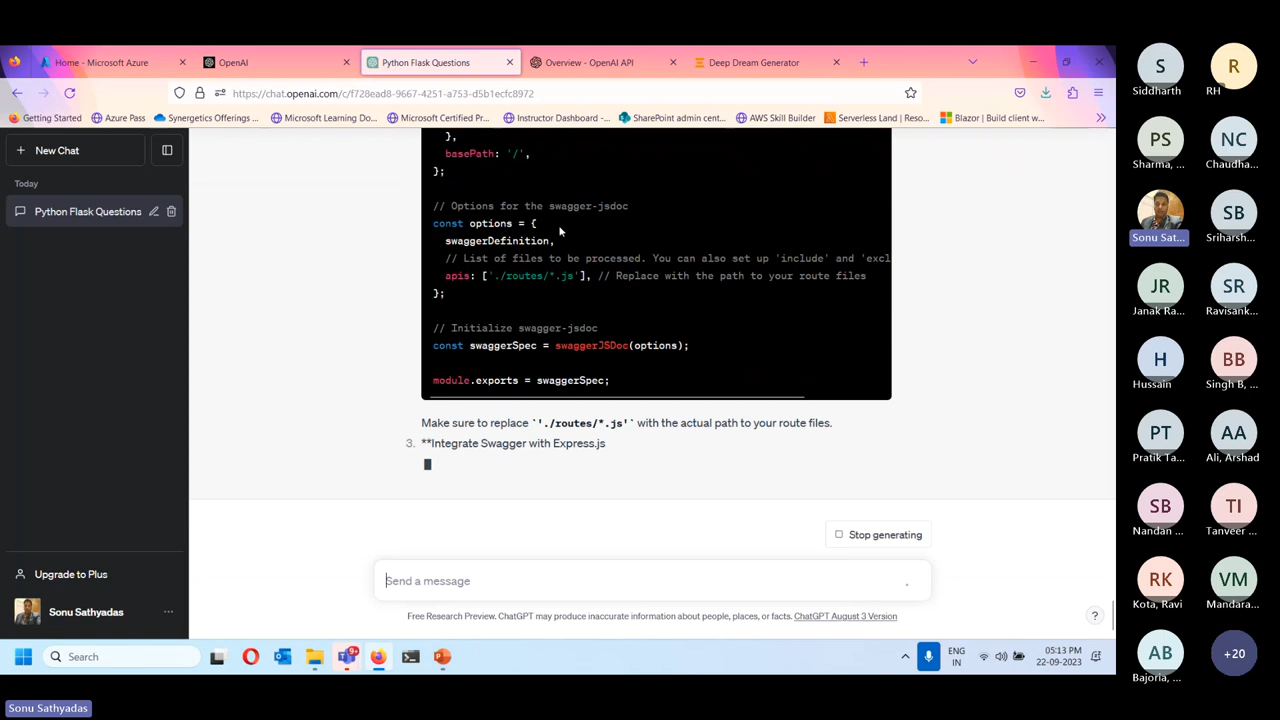 Home - Microsoft Azure
OpenAI
Python Flask Questions
Overview - OpenAI API
Deep Dream Generator
https://chat.openai.com/c/f728ead8-9667-4251-a753-d5b1ecfc8972
Getting Started
Azure Pass
Synergetics Offerings ...
Microsoft Learning Do...
Microsoft Certified Pr...
Instructor Dashboard -...
SharePoint admin cent...
AWS Skill Builder
Serverless Land | Reso...
Blazor | Build client w...
New Chat
Today
Python Flask Questions
},
basePath: '/',
};
// Options for the swagger-jsdoc
const options = {
swaggerDefinition,
// List of files to be processed. You can also set up 'include' and 'excl
apis: ['./routes/*.js'], // Replace with the path to your route files
};
// Initialize swagger-jsdoc
const swaggerSpec = swaggerJSDoc(options);
module.exports = swaggerSpec;
Make sure to replace `'./routes/*.js'` with the actual path to your route files.
3. **Integrate Swagger with Express.js
Stop generating
Send a message
Free Research Preview. ChatGPT may produce inaccurate information about people, places, or facts. ChatGPT August 3 Version
?
Upgrade to Plus
Sonu Sathyadas
Search
9+
ENG
IN
05:13 PM
22-09-2023
Sonu Sathyadas
S
Siddharth
R
RH
PS
Sharma, ...
NC
Chaudha...
Sonu Sat...
SB
Sriharsh...
JR
Janak Ra...
SR
Ravisank...
H
Hussain
BB
Singh B, ...
PT
Pratik Ta...
AA
Ali, Arshad
SB
Nandan ...
TI
Tanveer ...
RK
Kota, Ravi
VM
Mandara...
AB
Bajoria, ...
+20